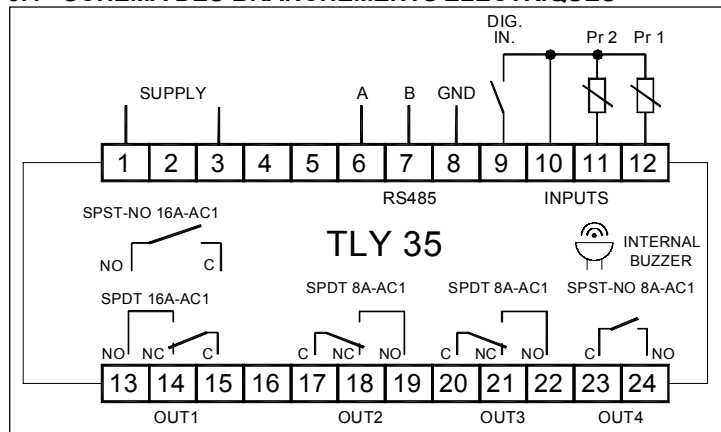 DIG.
IN.
Pr 2 Pr 1
SUPPLY A B GND
1 2 3 4 5 6 7 8 9 10 11 12
RS485 INPUTS
SPST-NO 16A-AC1
NO C
TLY 35
INTERNAL
BUZZER
SPDT 16A-AC1 SPDT 8A-AC1 SPDT 8A-AC1 SPST-NO 8A-AC1
NO NC C C NC NO C NC NO C NO
13 14 15 16 17 18 19 20 21 22 23 24
OUT1 OUT2 OUT3 OUT4